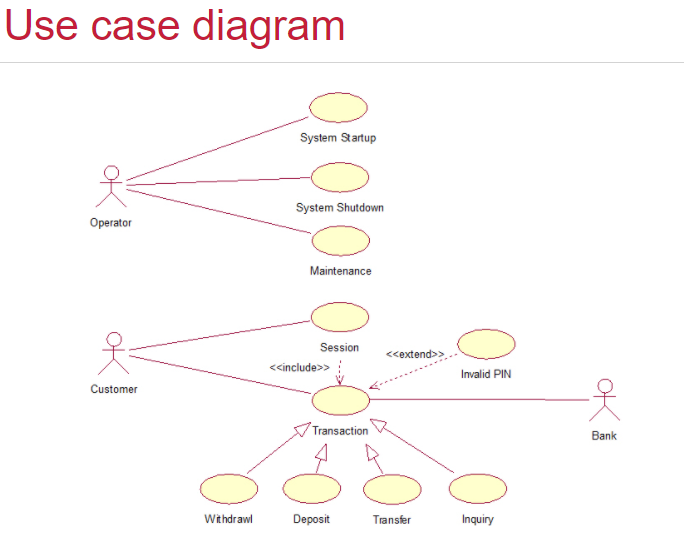 Use case diagram
System Startup
System Shutdown
Operator
Maintenance
Session
<<include>>
<<extend>>
Invalid PIN
Customer
Transaction
Bank
Withdrawl
Deposit
Transfer
Inquiry